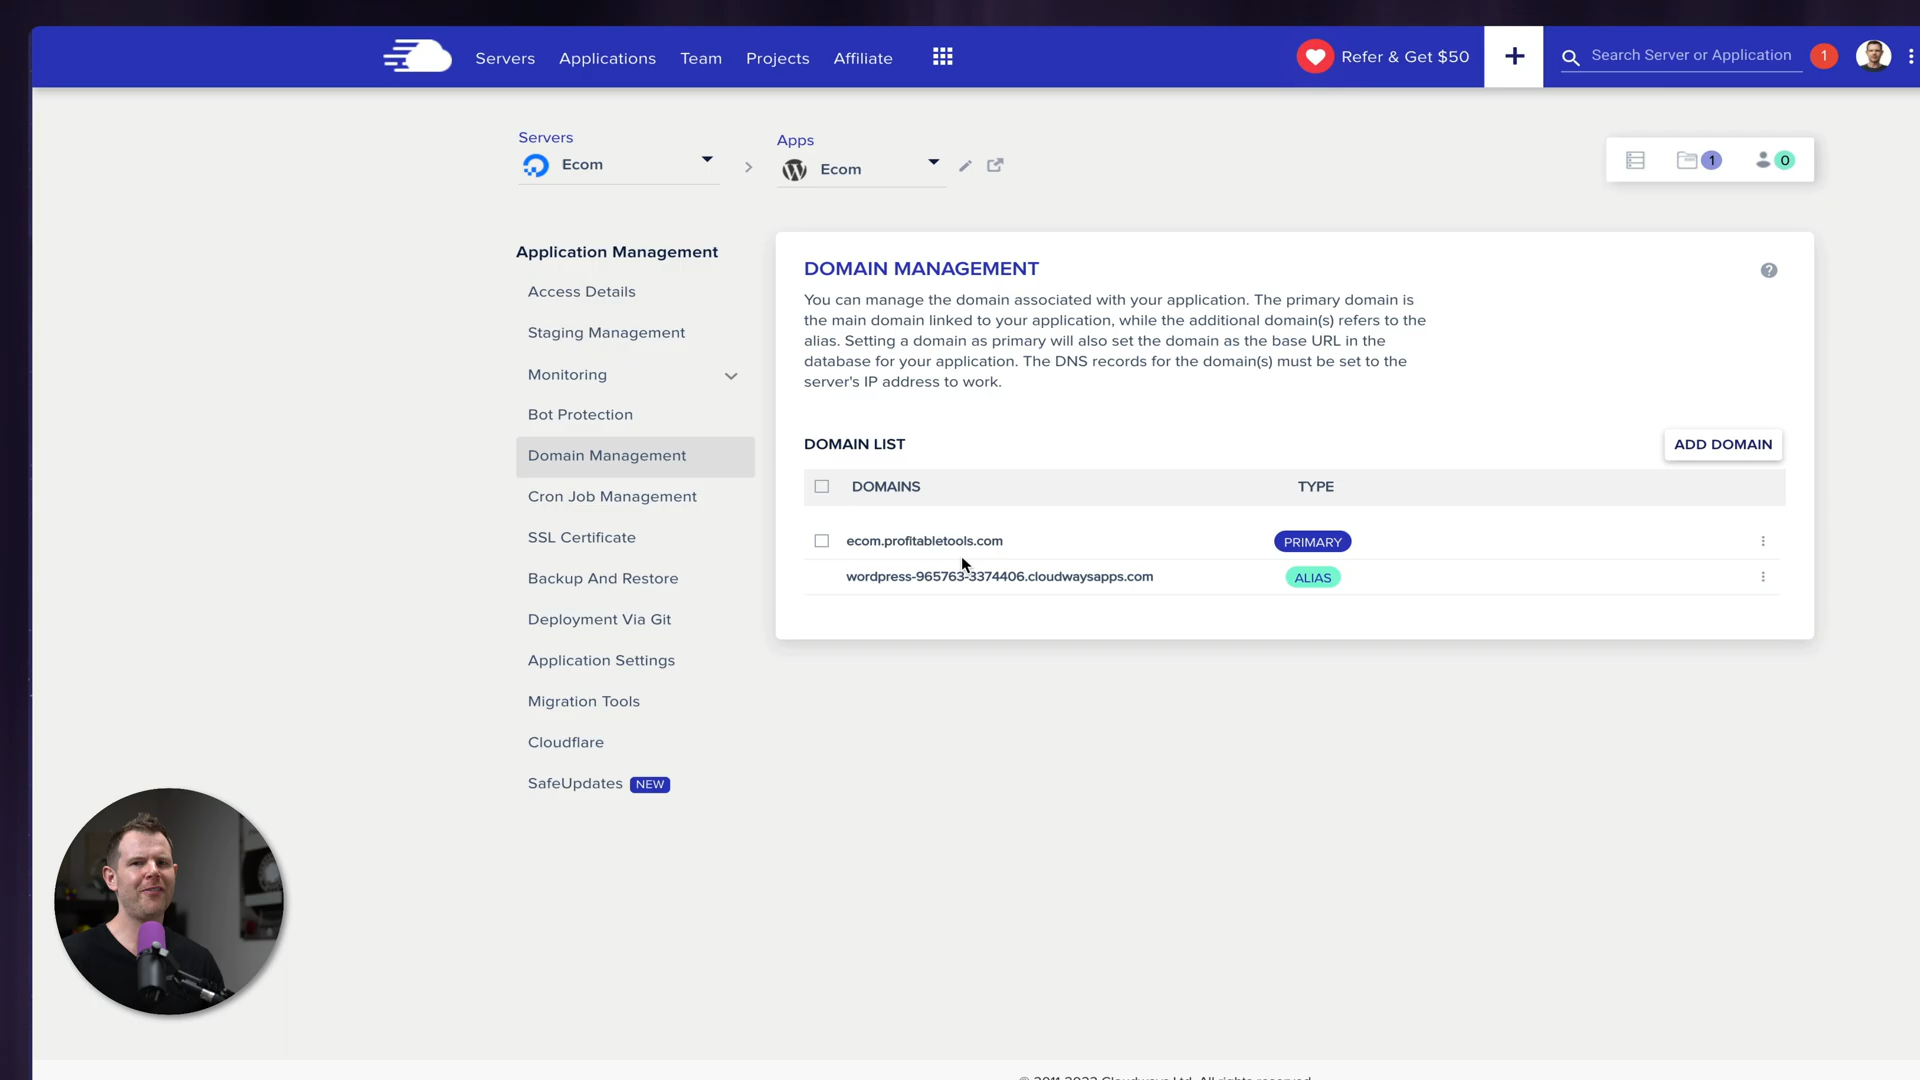 Servers
Applications
Team
Projects
Affiliate
Refer & Get $50
+
Search Server or Application
1
Servers
Ecom
Apps
Ecom
1
0
Application Management
Access Details
Staging Management
Monitoring
Bot Protection
Domain Management
Cron Job Management
SSL Certificate
Backup And Restore
Deployment Via Git
Application Settings
Migration Tools
Cloudflare
SafeUpdates NEW
DOMAIN MANAGEMENT
?
You can manage the domain associated with your application. The primary domain is
the main domain linked to your application, while the additional domain(s) refers to the
alias. Setting a domain as primary will also set the domain as the base URL in the
database for your application. The DNS records for the domain(s) must be set to the
server's IP address to work.
DOMAIN LIST
ADD DOMAIN
DOMAINS
TYPE
ecom.profitabletools.com
PRIMARY
wordpress-965763-3374406.cloudwaysapps.com
ALIAS